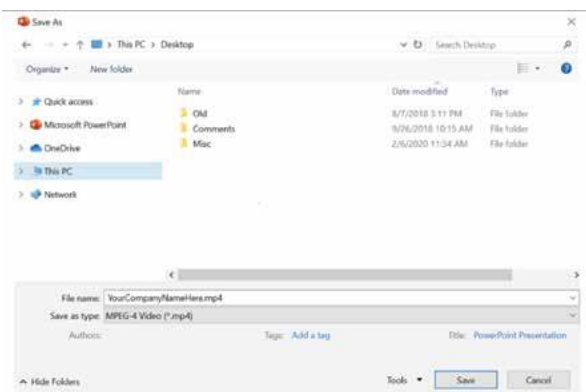 Save As
This PC > Desktop
Search Desktop
Organize
New folder
Name
Date modified
Type
Quick access
Microsoft PowerPoint
OneDrive
This PC
Network
Old
8/7/2018 3:11 PM
File folder
Comments
9/26/2018 10:15 AM
File folder
Misc
2/6/2020 11:54 AM
File folder
File name: YourCompanyNameHere.mp4
Save as type: MPEG-4 Video (*.mp4)
Authors:
Tags: Add a tag
Title: PowerPoint Presentation
Hide Folders
Tools
Save
Cancel